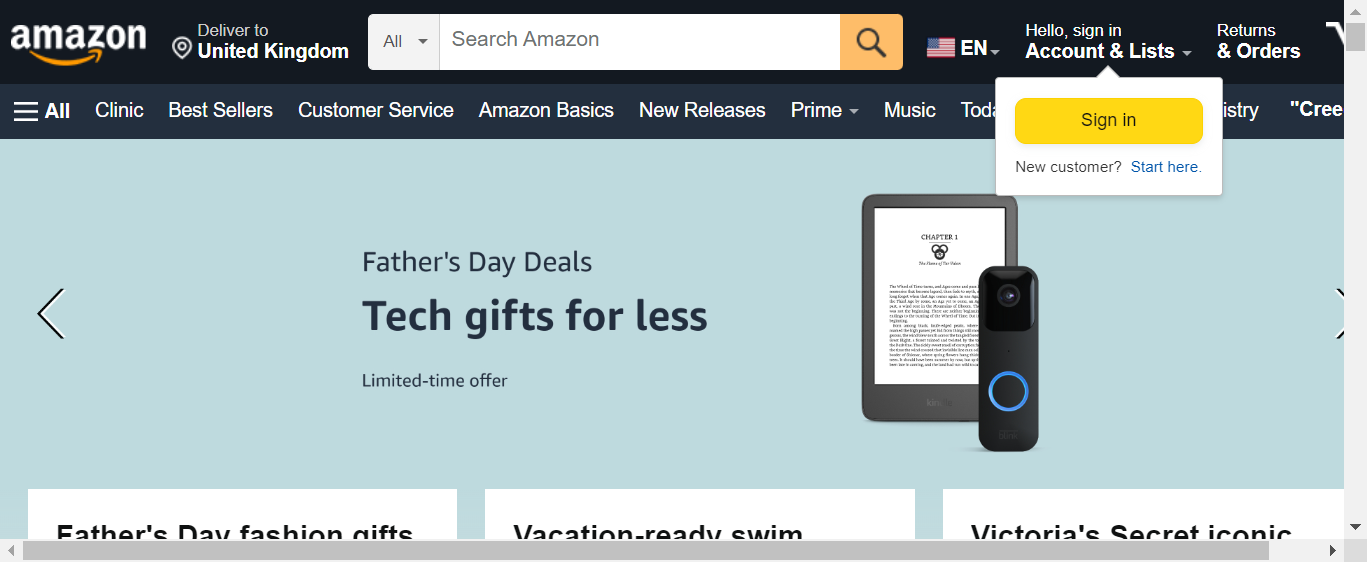 amazon
Deliver to
United Kingdom
All
Search Amazon
EN
Hello, sign in
Account & Lists
Returns
& Orders
All
Clinic
Best Sellers
Customer Service
Amazon Basics
New Releases
Prime
Music
Toda
istry
"Cree
Sign in
New customer? Start here.
Father's Day Deals
Tech gifts for less
Limited-time offer
CHAPTER 1
kindle
blink
Father's Day fashion gifts
Vacation-ready swim
Victoria's Secret iconic